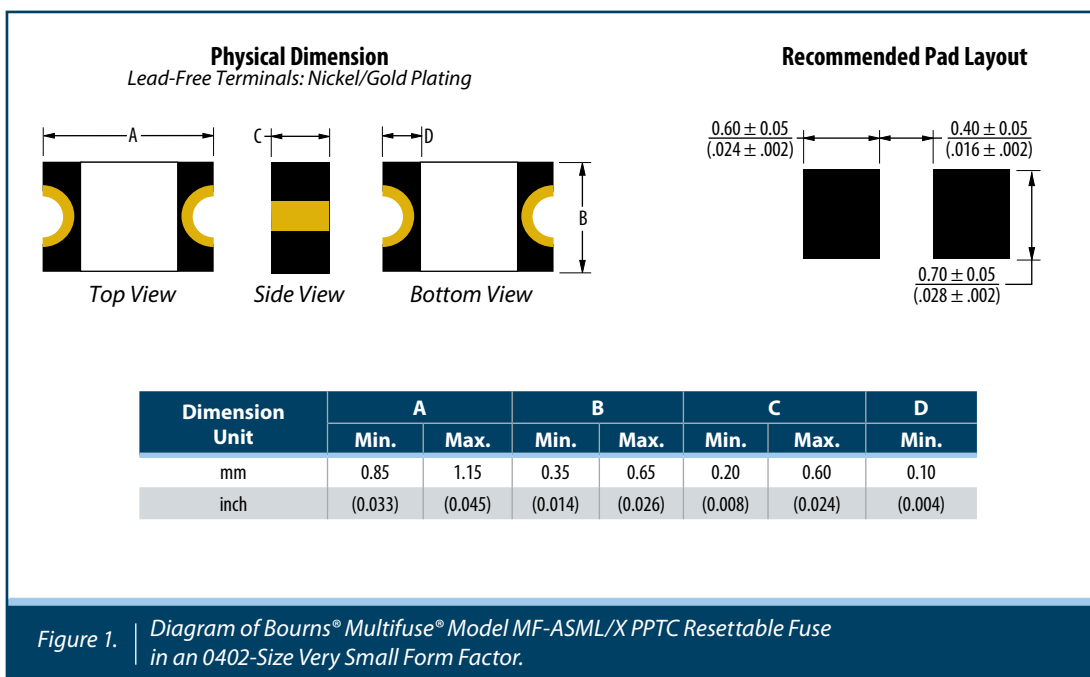 Physical Dimension
Lead-Free Terminals: Nickel/Gold Plating
A
C
D
B
Top View
Side View
Bottom View
Recommended Pad Layout
0.60 ± 0.05
(.024 ± .002)
0.40 ± 0.05
(.016 ± .002)
0.70 ± 0.05
(.028 ± .002)
Dimension Unit A B C D
Min. Max. Min. Max. Min. Max. Min.
mm 0.85 1.15 0.35 0.65 0.20 0.60 0.10
inch (0.033) (0.045) (0.014) (0.026) (0.008) (0.024) (0.004)
Figure 1. Diagram of Bourns® Multifuse® Model MF-ASML/X PPTC Resettable Fuse
in an 0402-Size Very Small Form Factor.